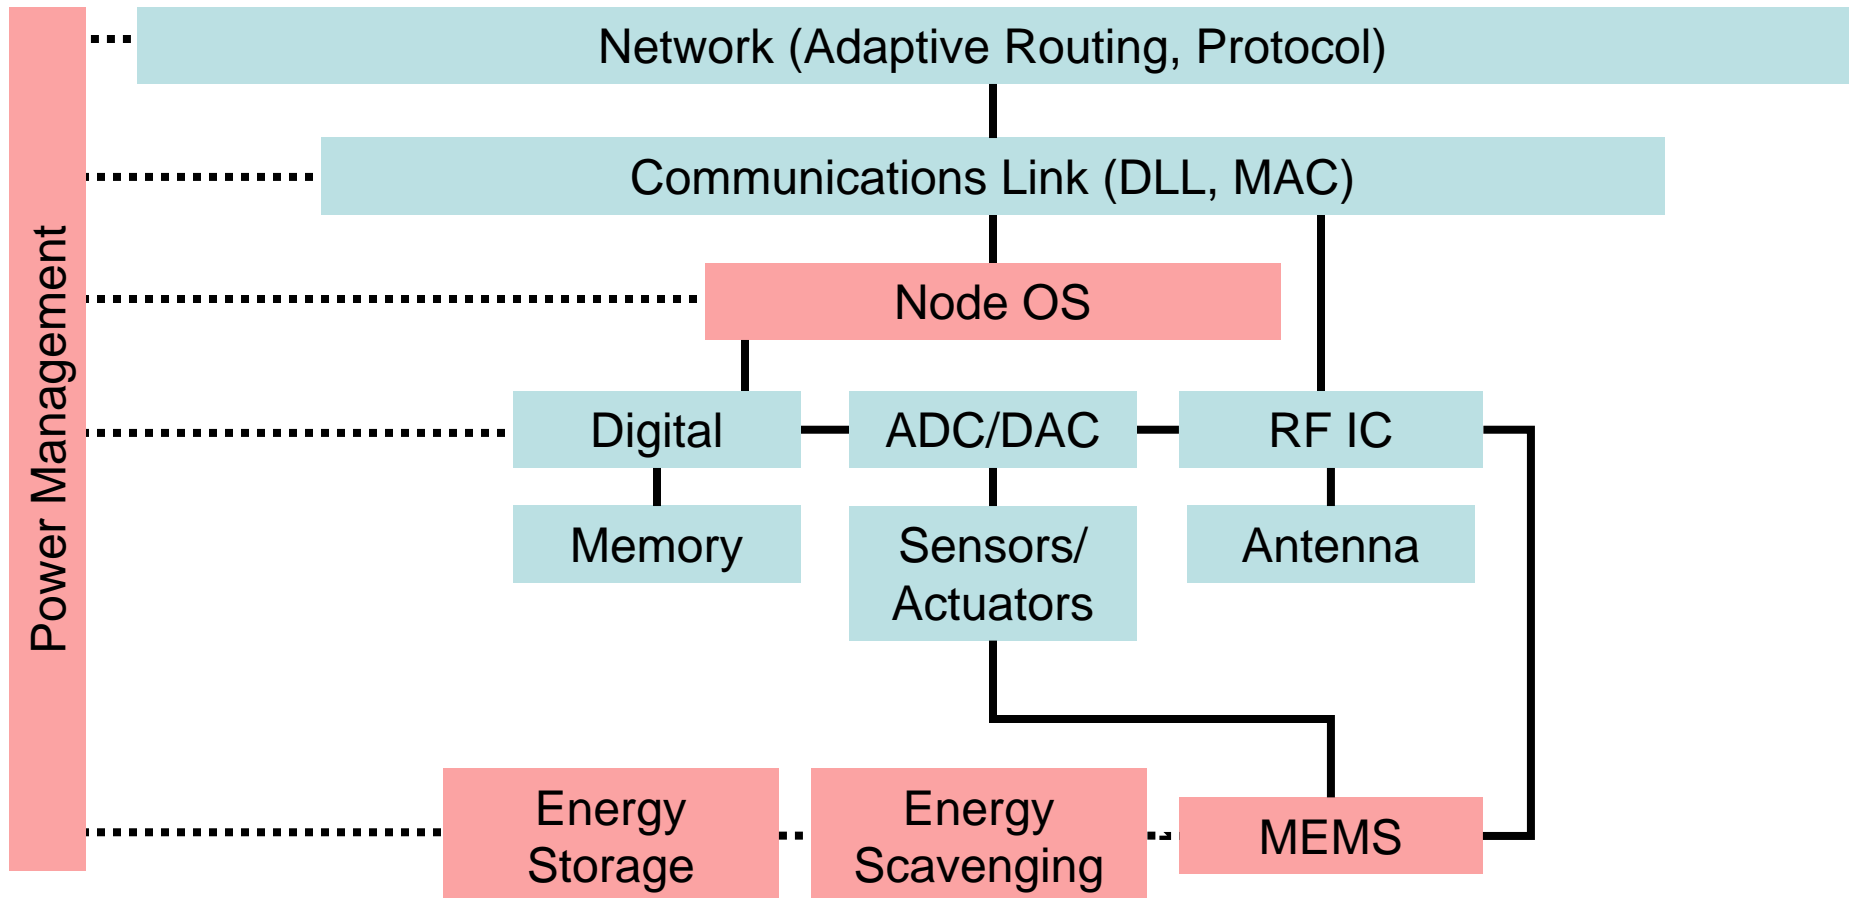 Network (Adaptive Routing, Protocol)
Communications Link (DLL, MAC)
Power Management
Node OS
Digital
ADC/DAC
RF IC
Memory
Sensors/
Actuators
Antenna
Energy
Storage
Energy
Scavenging
MEMS